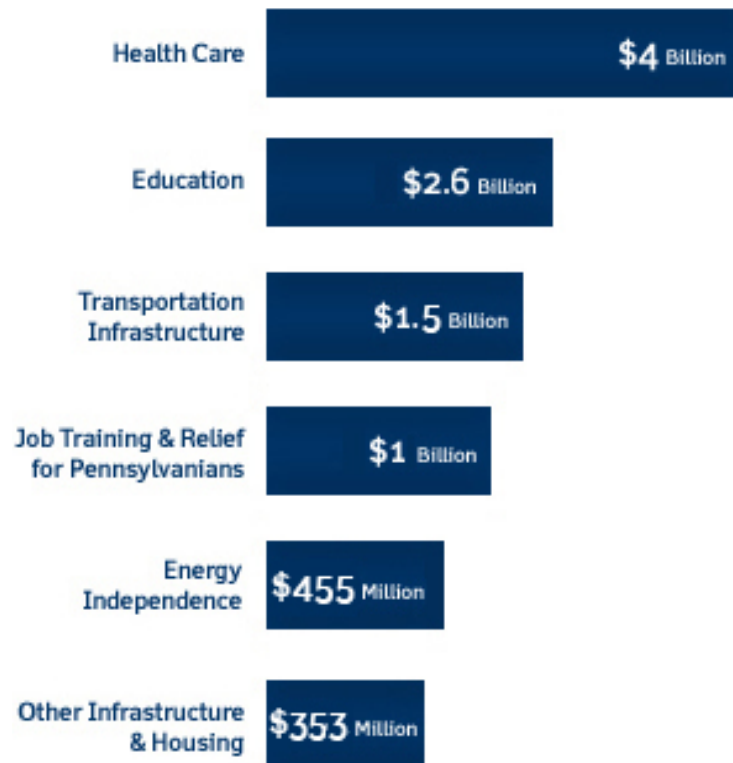 Health Care
$4 Billion
Education
$2.6 Billion
Transportation
Infrastructure
$1.5 Billion
Job Training & Relief
for Pennsylvanians
$1 Billion
Energy
Independence
$455 Million
Other Infrastructure
& Housing
$353 Million